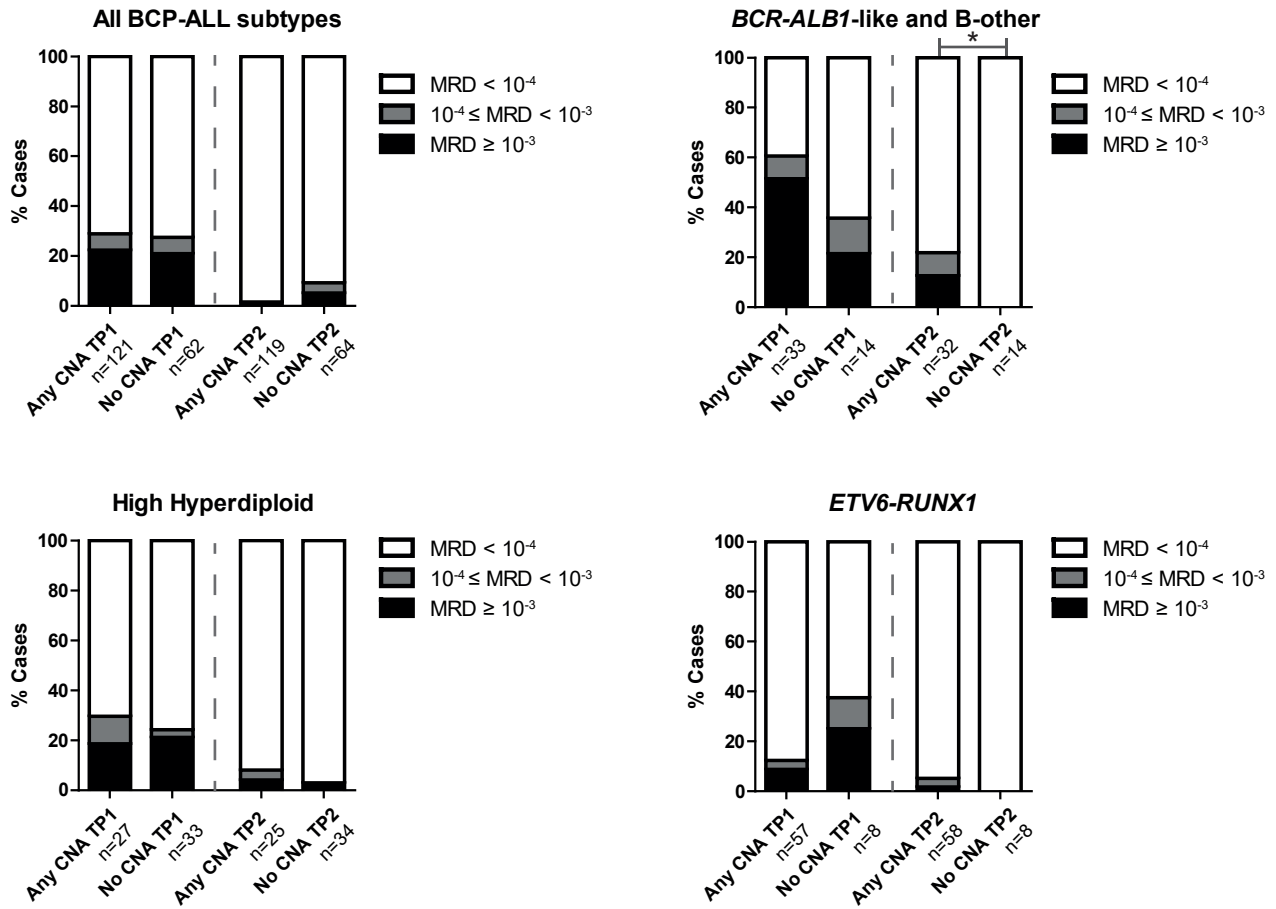 All BCP-ALL subtypes
% Cases
100
80
60
40
20
0
Any CNA TP1
n=121
No CNA TP1
n=62
Any CNA TP2
n=119
No CNA TP2
n=64
MRD < 10-4
10-4 ≤ MRD < 10-3
MRD ≥ 10-3
BCR-ALB1-like and B-other
*
% Cases
100
80
60
40
20
0
Any CNA TP1
n=33
No CNA TP1
n=14
Any CNA TP2
n=32
No CNA TP2
n=14
MRD < 10-4
10-4 ≤ MRD < 10-3
MRD ≥ 10-3
High Hyperdiploid
% Cases
100
80
60
40
20
0
Any CNA TP1
n=27
No CNA TP1
n=33
Any CNA TP2
n=25
No CNA TP2
n=34
MRD < 10-4
10-4 ≤ MRD < 10-3
MRD ≥ 10-3
ETV6-RUNX1
% Cases
100
80
60
40
20
0
Any CNA TP1
n=57
No CNA TP1
n=8
Any CNA TP2
n=58
No CNA TP2
n=8
MRD < 10-4
10-4 ≤ MRD < 10-3
MRD ≥ 10-3